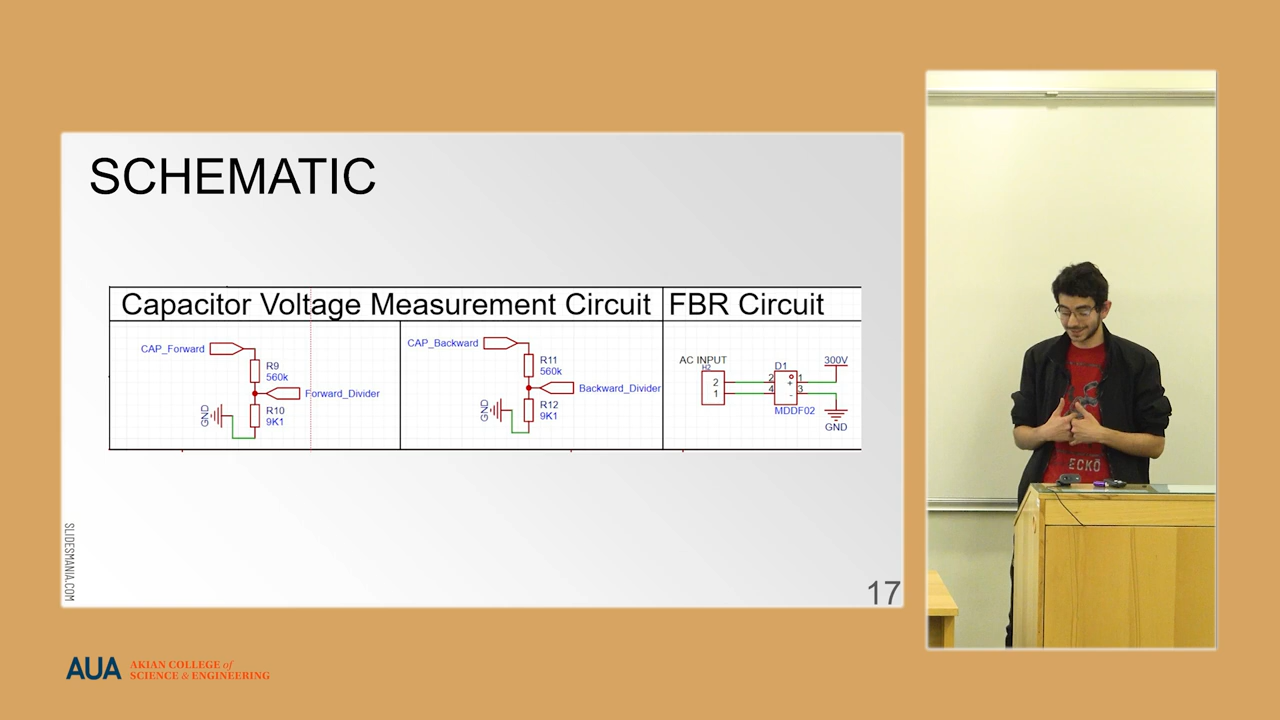 SCHEMATIC
Capacitor Voltage Measurement Circuit
FBR Circuit
CAP_Forward
R9
560k
Forward_Divider
R10
9K1
GND
CAP_Backward
R11
560k
Backward_Divider
R12
9K1
GND
AC INPUT
H2
2
1
D1
2
4
1
3
+
-
MDDF02
300V
GND
SLIDESMANIA.COM
17
ECKŌ
AUA
AKIAN COLLEGE of
SCIENCE & ENGINEERING